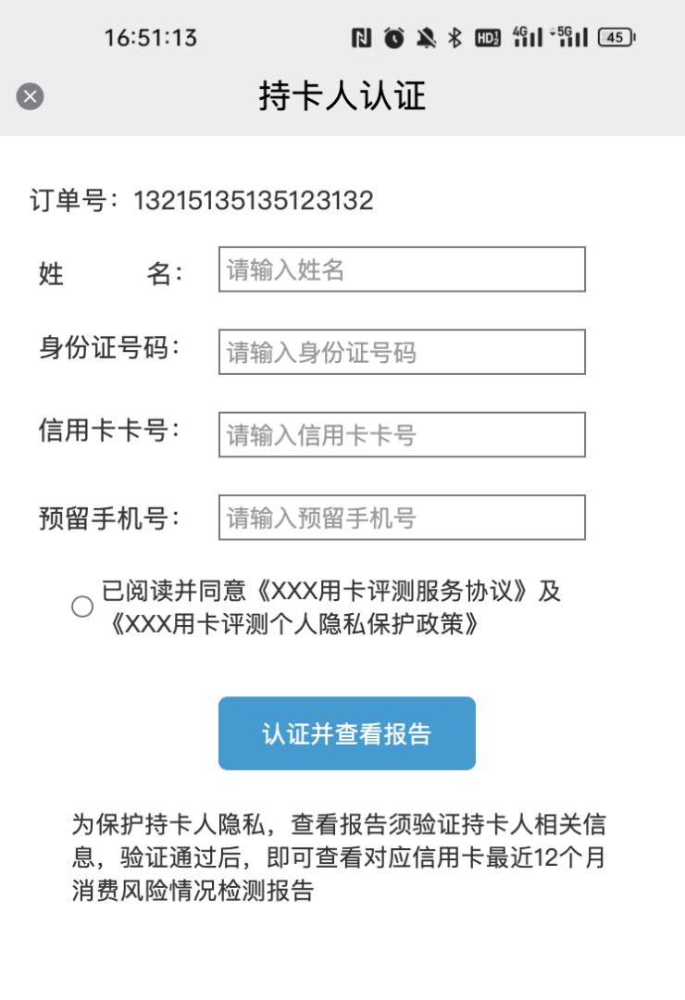 16:51:13 HD2 4G 5G 45
持卡人认证
订单号：13215135135123132
姓 名： 请输入姓名
身份证号码： 请输入身份证号码
信用卡卡号： 请输入信用卡卡号
预留手机号： 请输入预留手机号
已阅读并同意《XXX用卡评测服务协议》及
《XXX用卡评测个人隐私保护政策》
认证并查看报告
为保护持卡人隐私，查看报告须验证持卡人相关信
息，验证通过后，即可查看对应信用卡最近12个月
消费风险情况检测报告